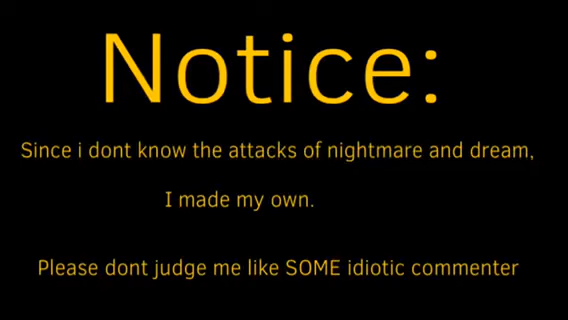 Notice:
Since i dont know the attacks of nightmare and dream,
I made my own.
Please dont judge me like SOME idiotic commenter